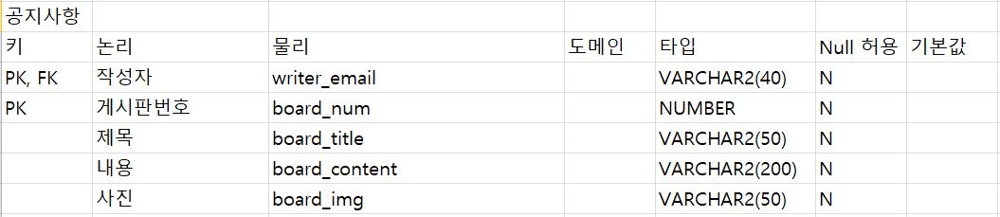 공지사항
키 논리 물리 도메인 타입 Null 허용 기본값
PK, FK 작성자 writer_email VARCHAR2(40) N
PK 게시판번호 board_num NUMBER N
제목 board_title VARCHAR2(50) N
내용 board_content VARCHAR2(200) N
사진 board_img VARCHAR2(50) N